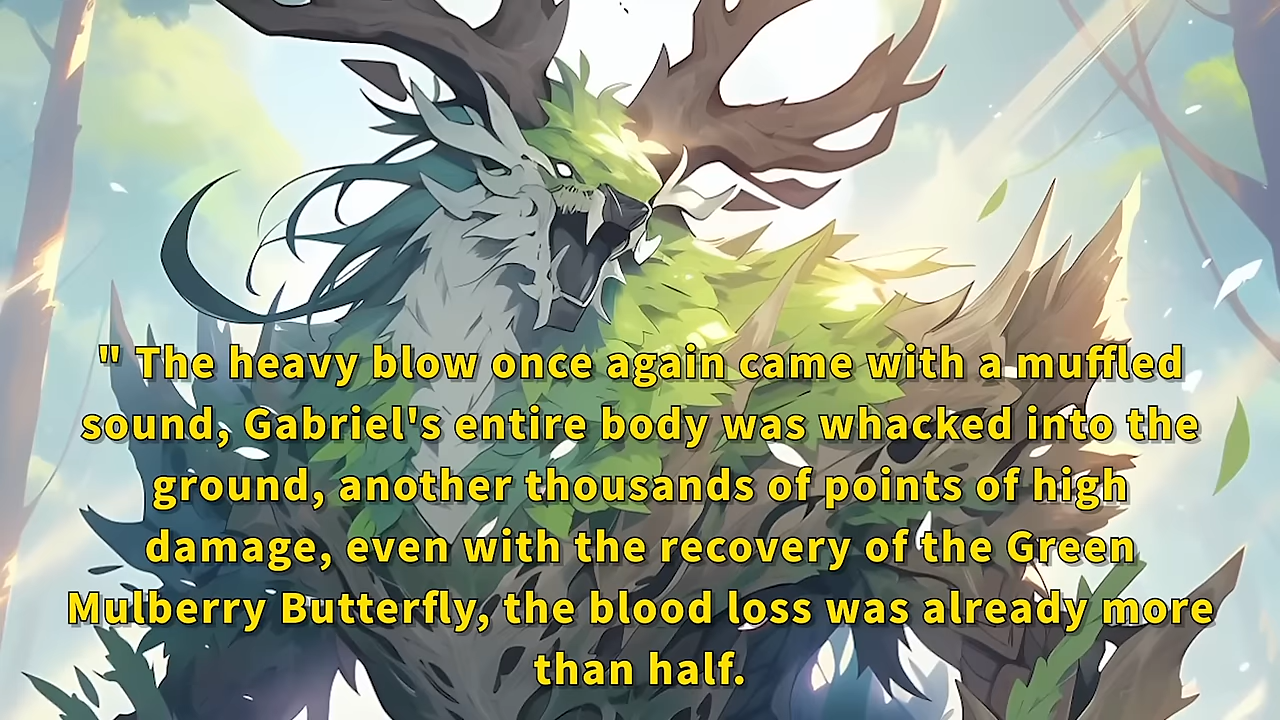 " The heavy blow once again came with a muffled
sound, Gabriel's entire body was whacked into the
ground, another thousands of points of high
damage, even with the recovery of the Green
Mulberry Butterfly, the blood loss was already more
than half.